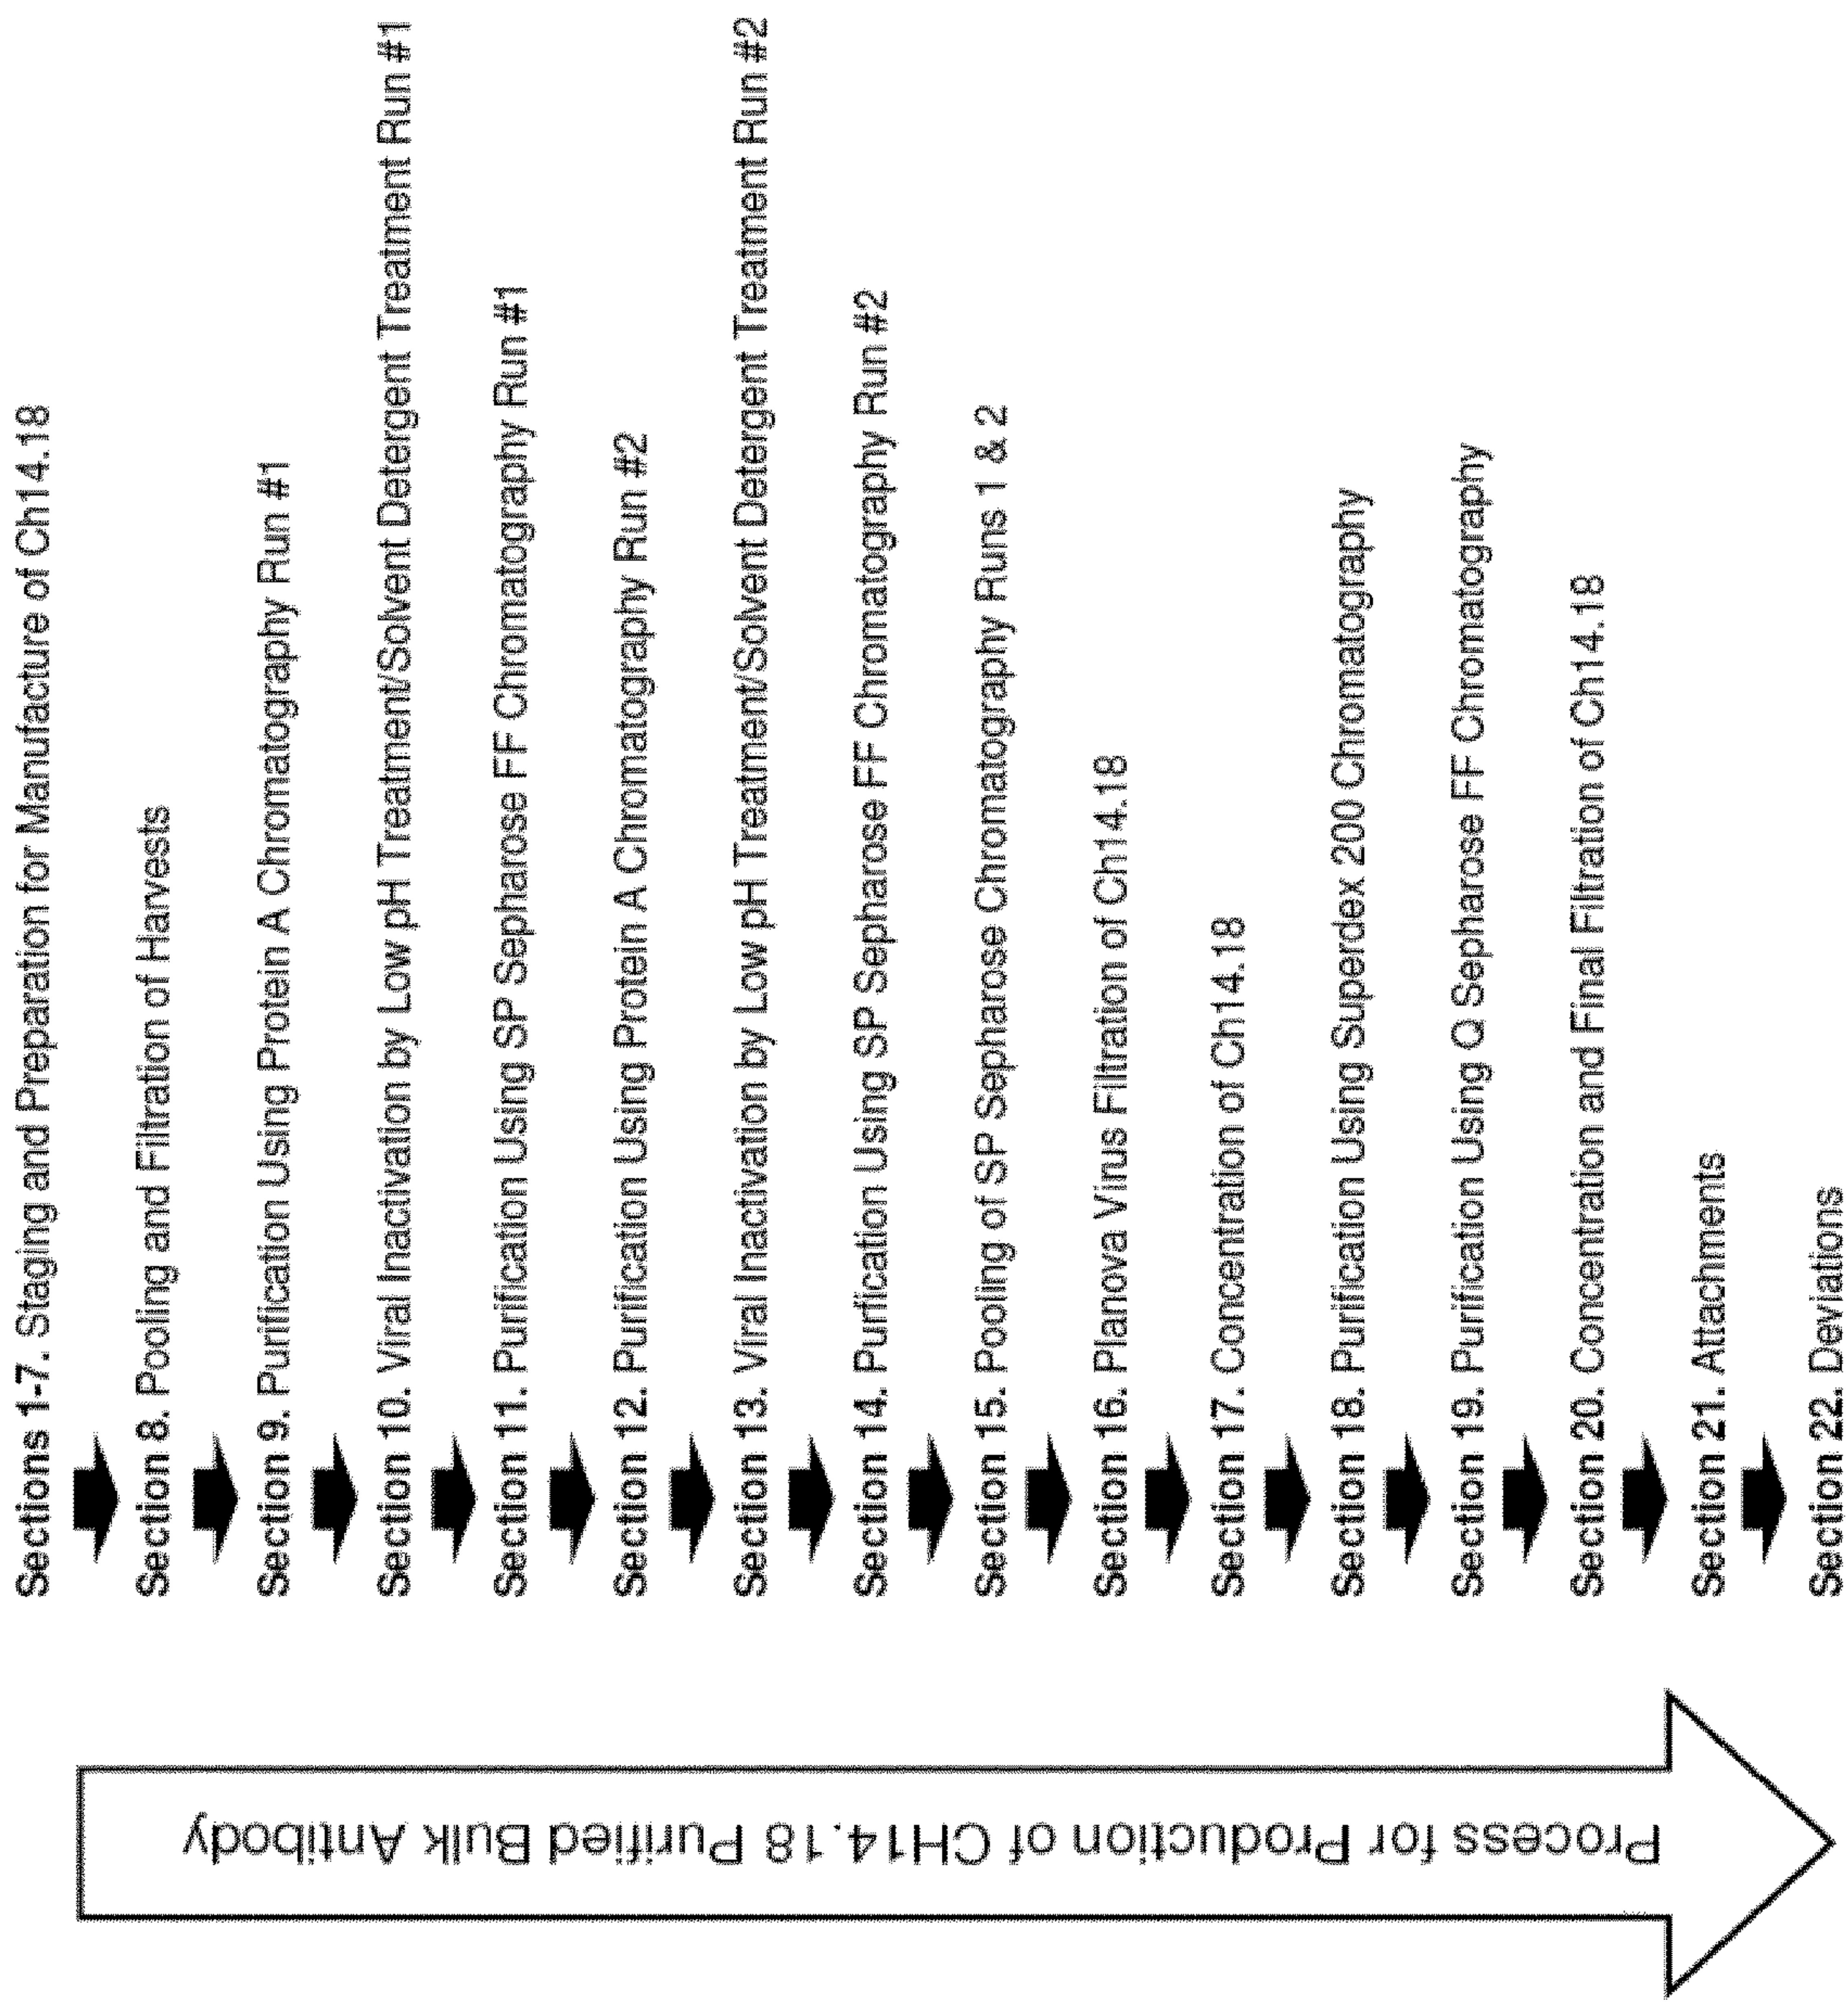 Sections 1-7. Staging and Preparation for Manufacture of Ch14.18
Section 8. Pooling and Filtration of Harvests
Section 9. Purification Using Protein A Chromatography Run #1
Section 10. Viral Inactivation by Low pH Treatment/Solvent Detergent Treatment Run #1
Section 11. Purification Using SP Sepharose FF Chromatography Run #1
Section 12. Purification Using Protein A Chromatography Run #2
Section 13. Viral Inactivation by Low pH Treatment/Solvent Detergent Treatment Run #2
Section 14. Purification Using SP Sepharose FF Chromatography Run #2
Section 15. Pooling of SP Sepharose Chromatography Runs 1 & 2
Section 16. Planova Virus Filtration of Ch14.18
Section 17. Concentration of Ch14.18
Section 18. Purification Using Superdex 200 Chromatography
Section 19. Purification Using Q Sepharose FF Chromatography
Section 20. Concentration and Final Filtration of Ch14.18
Section 21. Attachments
Section 22. Deviations
Process for Production of CH14.18 Purified Bulk Antibody